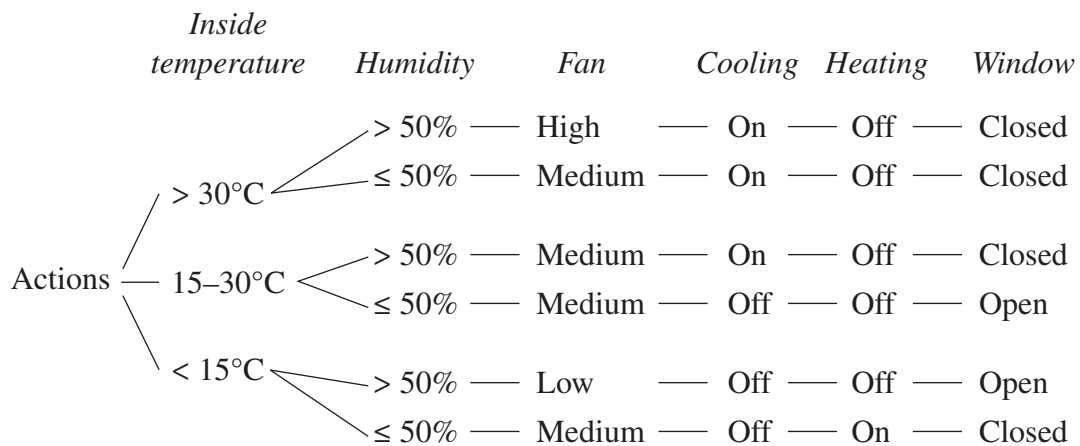 Inside
temperature Humidity Fan Cooling Heating Window
> 50% High On Off Closed
≤ 50% Medium On Off Closed
> 30°C
> 50% Medium On Off Closed
Actions 15–30°C
≤ 50% Medium Off Off Open
< 15°C
> 50% Low Off Off Open
≤ 50% Medium Off On Closed